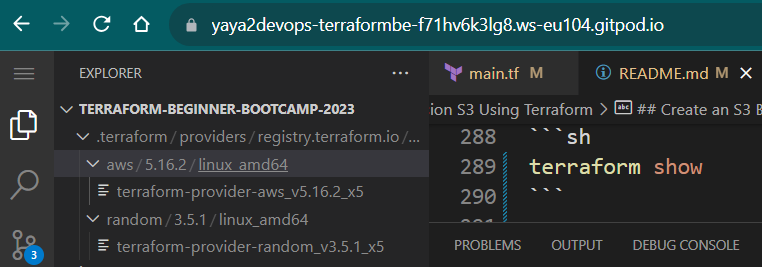 yaya2devops-terraformbe-f71hv6k3lg8.ws-eu104.gitpod.io
EXPLORER
TERRAFORM-BEGINNER-BOOTCAMP-2023
.terraform / providers / registry.terraform.io /...
aws / 5.16.2 / linux_amd64
terraform-provider-aws_v5.16.2_x5
random / 3.5.1 / linux_amd64
terraform-provider-random_v3.5.1_x5
3
main.tf M
README.md M
ion S3 Using Terraform > ## Create an S3 B
288 ```sh
289 terraform show
290 ```
PROBLEMS OUTPUT DEBUG CONSOLE